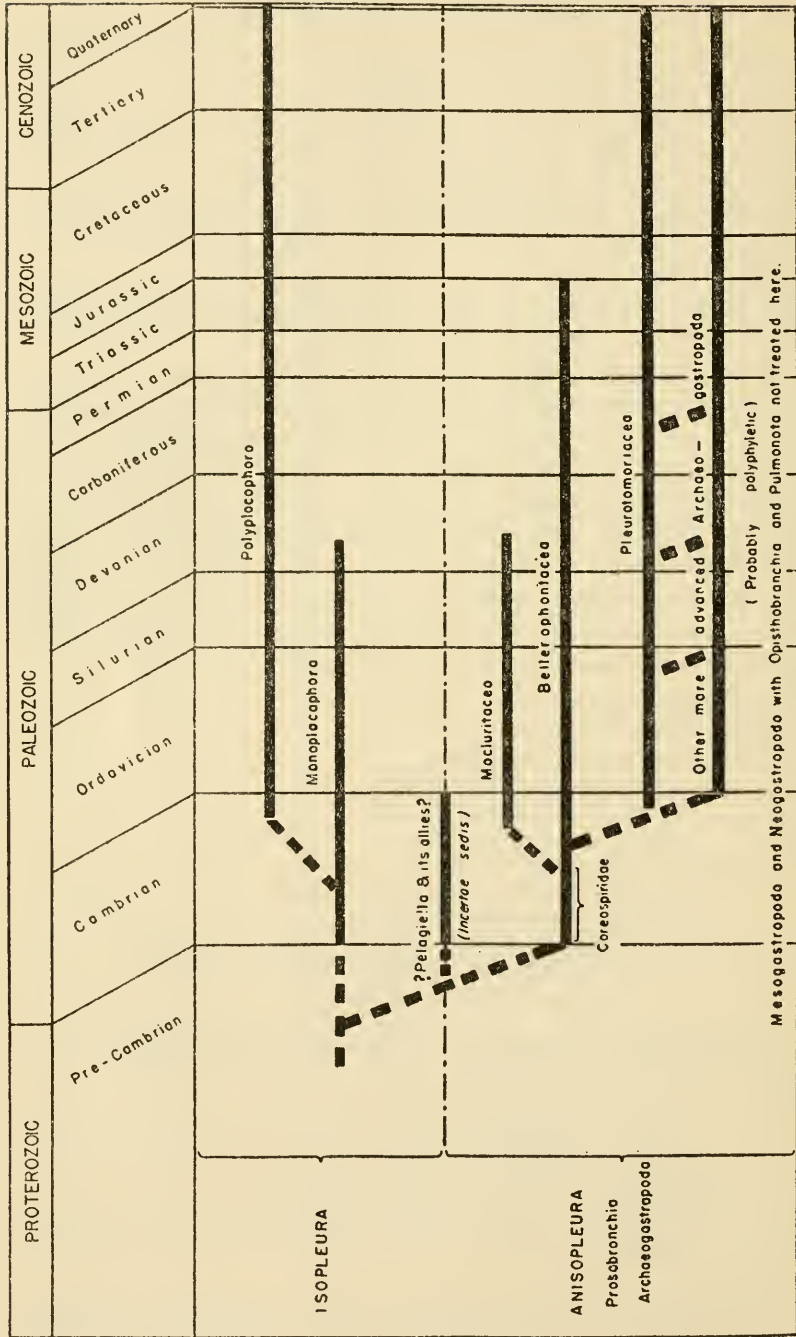 PROTEROZOIC
PALEOZOIC
MESOZOIC
CENOZOIC
Pre-Cambrian
Cambrian
Ordovician
Silurian
Devonian
Carboniferous
Permian
Triassic
Jurassic
Cretaceous
Tertiary
Quaternary
ISOPLEURA
Polyplacophora
Monoplacophora
?Pelagiella & its allies?
(Incertae sedis)
ANISOPLEURA
Prosobranchia
Archaeogastropoda
Macluritacea
Bellerophontacea
Coreospiridae
Pleurotomariacea
Other more advanced Archaeo-
gastropoda
(Probably polyphyletic)
Mesogastropoda and Neogastropoda with Opisthobranchia and Pulmonata not treated here.